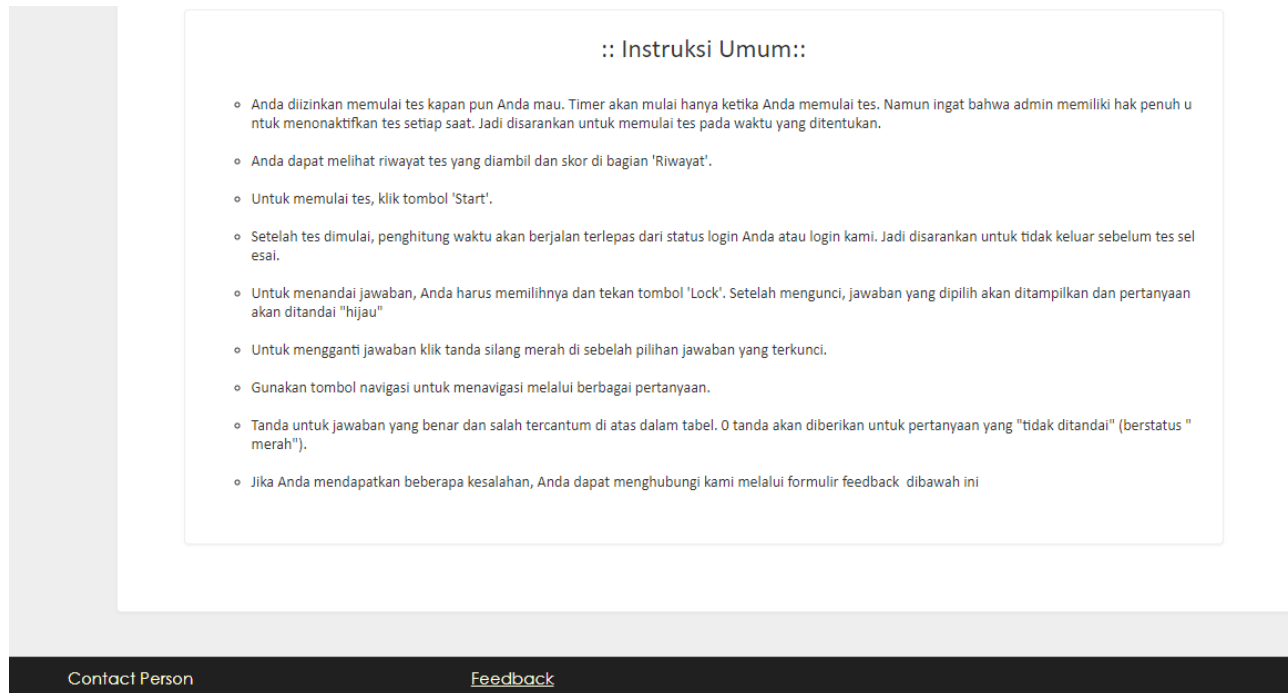 :: Instruksi Umum::
Anda diizinkan memulai tes kapan pun Anda mau. Timer akan mulai hanya ketika Anda memulai tes. Namun ingat bahwa admin memiliki hak penuh u
ntuk menonaktifkan tes setiap saat. Jadi disarankan untuk memulai tes pada waktu yang ditentukan.
Anda dapat melihat riwayat tes yang diambil dan skor di bagian 'Riwayat'.
Untuk memulai tes, klik tombol 'Start'.
Setelah tes dimulai, penghitung waktu akan berjalan terlepas dari status login Anda atau login kami. Jadi disarankan untuk tidak keluar sebelum tes sel
esai.
Untuk menandai jawaban, Anda harus memilihnya dan tekan tombol 'Lock'. Setelah mengunci, jawaban yang dipilih akan ditampilkan dan pertanyaan
akan ditandai "hijau"
Untuk mengganti jawaban klik tanda silang merah di sebelah pilihan jawaban yang terkunci.
Gunakan tombol navigasi untuk menavigasi melalui berbagai pertanyaan.
Tanda untuk jawaban yang benar dan salah tercantum di atas dalam tabel. 0 tanda akan diberikan untuk pertanyaan yang "tidak ditandai" (berstatus "
merah").
Jika Anda mendapatkan beberapa kesalahan, Anda dapat menghubungi kami melalui formulir feedback  dibawah ini
Contact Person
Feedback